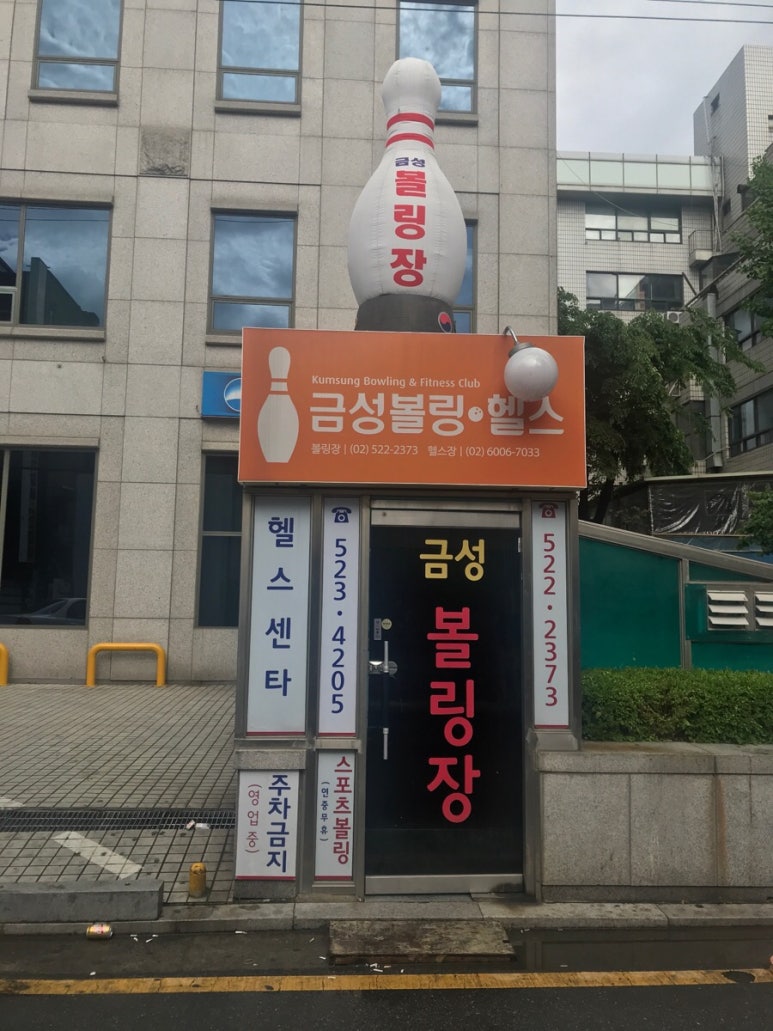 금성
볼링장
Kumsung Bowling & Fitness Club
금성볼링•헬스
볼링장 | (02) 522-2373 헬스장 | (02) 6006-7033
헬스센타
☎ 523·4205
금성
볼링장
☎ 522·2373
주차금지
(영업중)
스포츠볼링
(연중무휴)